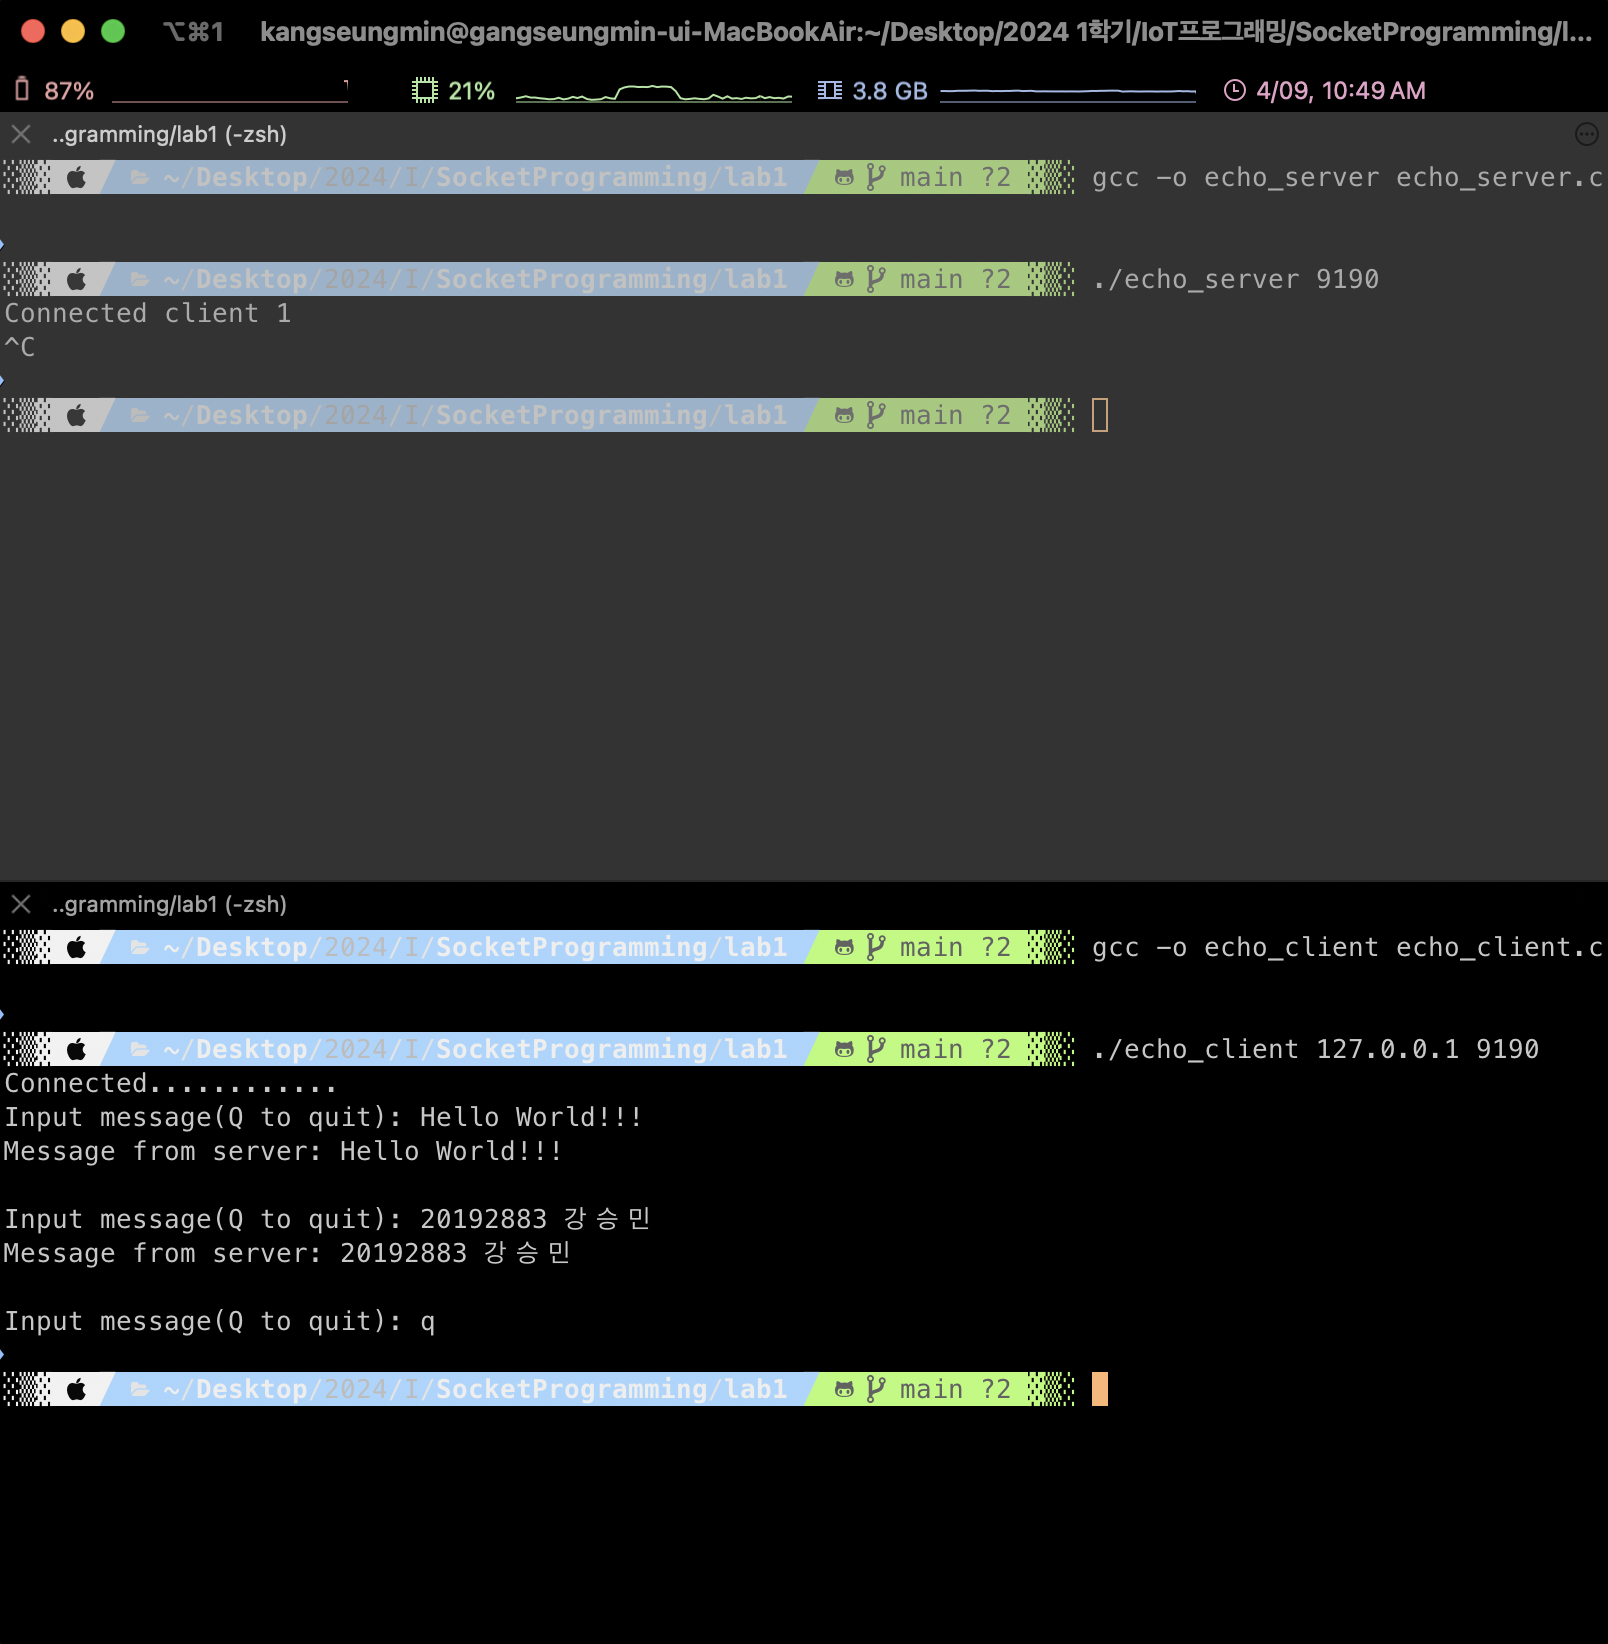 ⌥⌘1 kangseungmin@gangseungmin-ui-MacBookAir:~/Desktop/2024 1학기/IoT프로그래밍/SocketProgramming/l...
87% 21% 3.8 GB 4/09, 10:49 AM
..gramming/lab1 (-zsh)
~/Desktop/2024/I/SocketProgramming/lab1 main ?2 gcc -o echo_server echo_server.c
~/Desktop/2024/I/SocketProgramming/lab1 main ?2 ./echo_server 9190
Connected client 1
^C
~/Desktop/2024/I/SocketProgramming/lab1 main ?2
..gramming/lab1 (-zsh)
~/Desktop/2024/I/SocketProgramming/lab1 main ?2 gcc -o echo_client echo_client.c
~/Desktop/2024/I/SocketProgramming/lab1 main ?2 ./echo_client 127.0.0.1 9190
Connected............
Input message(Q to quit): Hello World!!!
Message from server: Hello World!!!
Input message(Q to quit): 20192883 강승민
Message from server: 20192883 강승민
Input message(Q to quit): q
~/Desktop/2024/I/SocketProgramming/lab1 main ?2